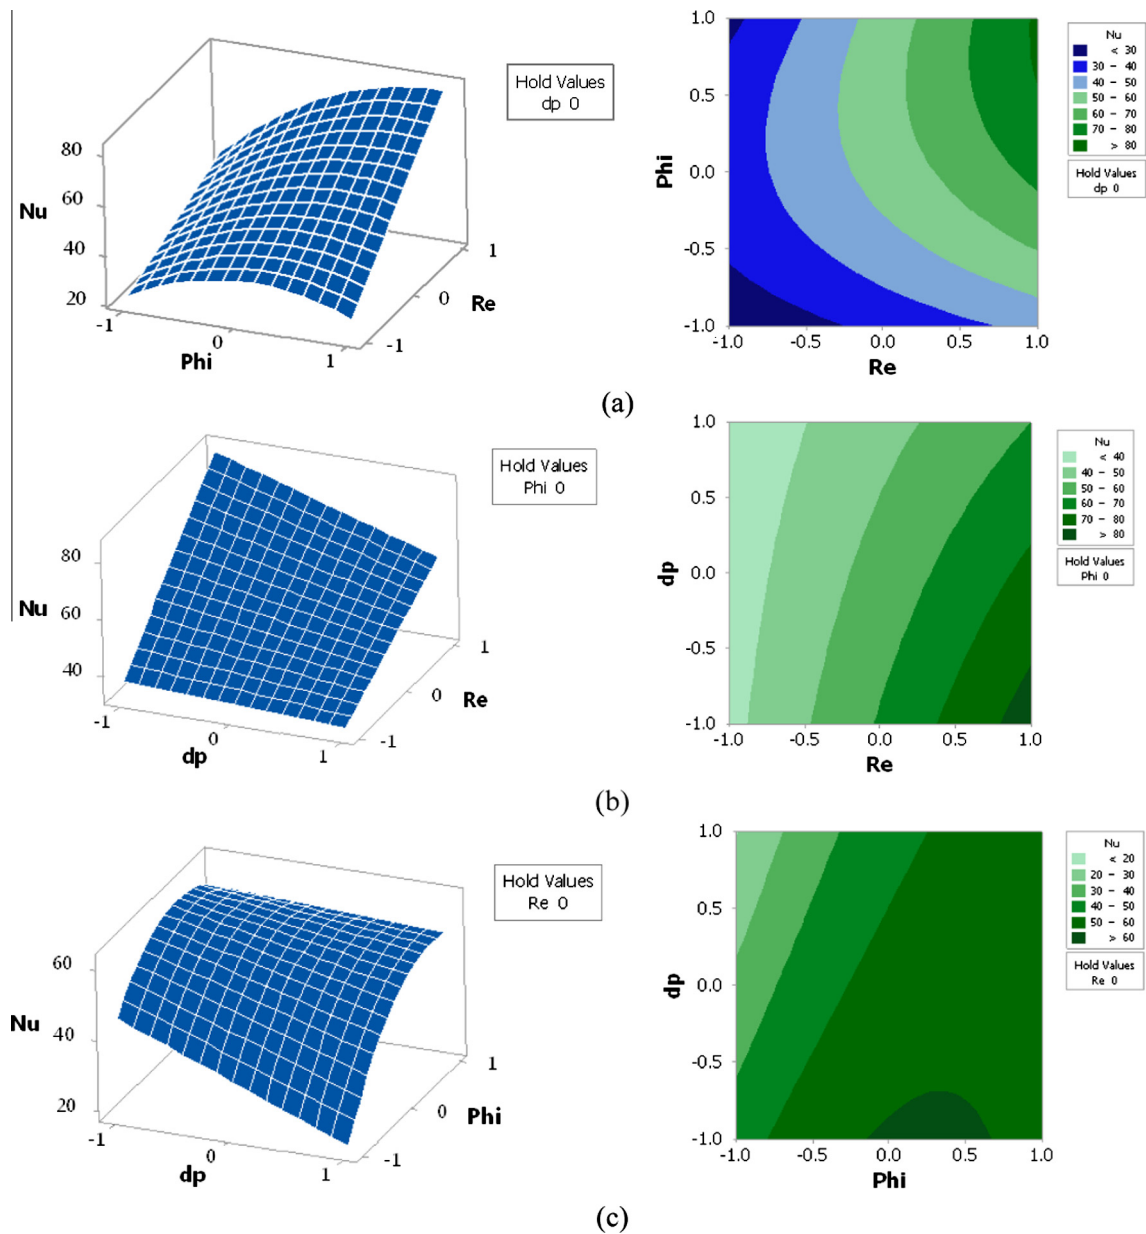 Hold Values
dp 0
80
60
40
20
Nu
-1
0
1
Phi
1
0
-1
Re
1.0
0.5
0.0
-0.5
-1.0
Phi
-1.0 -0.5 0.0 0.5 1.0
Re
Nu
< 30
30 - 40
40 - 50
50 - 60
60 - 70
70 - 80
> 80
Hold Values
dp 0
(a)
Hold Values
Phi 0
80
60
40
Nu
-1
0
1
dp
1
0
-1
Re
1.0
0.5
0.0
-0.5
-1.0
dp
-1.0 -0.5 0.0 0.5 1.0
Re
Nu
< 40
40 - 50
50 - 60
60 - 70
70 - 80
> 80
Hold Values
Phi 0
(b)
Hold Values
Re 0
60
40
20
Nu
-1
0
1
dp
1
0
-1
Phi
1.0
0.5
0.0
-0.5
-1.0
dp
-1.0 -0.5 0.0 0.5 1.0
Phi
Nu
< 20
20 - 30
30 - 40
40 - 50
50 - 60
> 60
Hold Values
Re 0
(c)